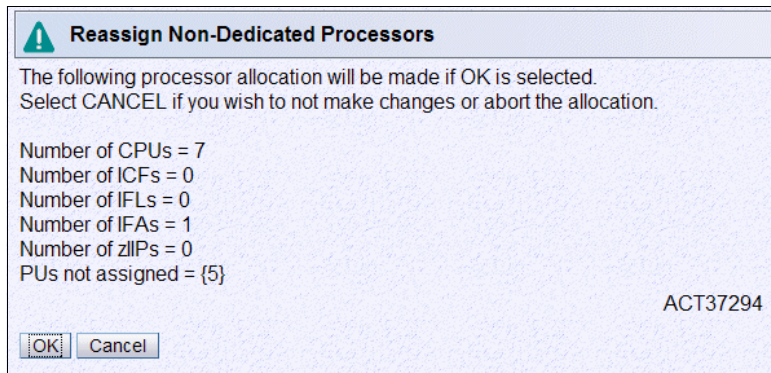 Reassign Non-Dedicated Processors
The following processor allocation will be made if OK is selected.
Select CANCEL if you wish to not make changes or abort the allocation.
Number of CPUs = 7
Number of ICFs = 0
Number of IFLs = 0
Number of IFAs = 1
Number of zIIPs = 0
PUs not assigned = {5}
ACT37294
OK Cancel